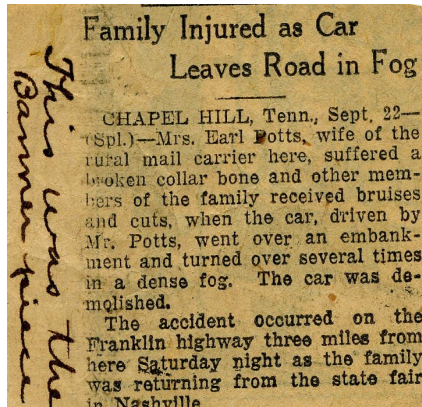 Family Injured as Car
Leaves Road in Fog
CHAPEL HILL, Tenn., Sept. 22—
(Spl.)—Mrs. Earl Potts, wife of the
rural mail carrier here, suffered a
broken collar bone and other mem-
bers of the family received bruises
and cuts, when the car, driven by
Mr. Potts, went over an embank-
ment and turned over several times
in a dense fog. The car was de-
molished.
The accident occurred on the
Franklin highway three miles from
here Saturday night as the family
was returning from the state fair
in Nashville
This was the
Banner piece